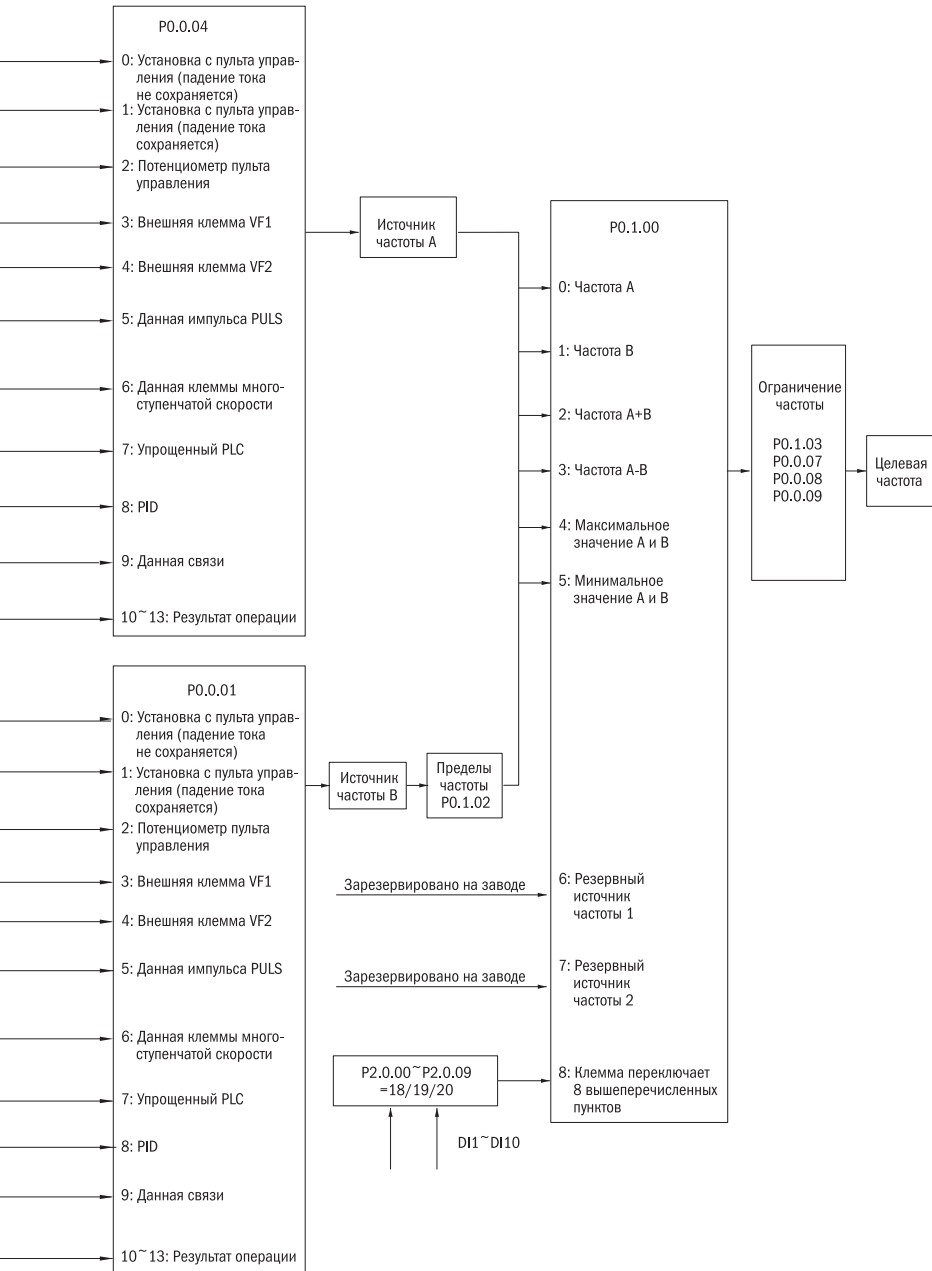 P0.0.04
0: Установка с пульта управ-
ления (падение тока
не сохраняется)
1: Установка с пульта управ-
ления (падение тока
сохраняется)
2: Потенциометр пульта
управления
3: Внешняя клемма VF1
4: Внешняя клемма VF2
5: Данная импульса PULS
6: Данная клеммы много-
ступенчатой скорости
7: Упрощенный PLC
8: PID
9: Данная связи
10~13: Результат операции
Источник
частоты А
P0.0.01
0: Установка с пульта управ-
ления (падение тока
не сохраняется)
1: Установка с пульта управ-
ления (падение тока
сохраняется)
2: Потенциометр пульта
управления
3: Внешняя клемма VF1
4: Внешняя клемма VF2
5: Данная импульса PULS
6: Данная клеммы много-
ступенчатой скорости
7: Упрощенный PLC
8: PID
9: Данная связи
10~13: Результат операции
Источник
частоты В
Пределы
частоты
P0.1.02
P0.1.00
0: Частота А
1: Частота В
2: Частота А+В
3: Частота А-В
4: Максимальное
значение А и В
5: Минимальное
значение А и В
Зарезервировано на заводе
6: Резервный
источник
частоты 1
Зарезервировано на заводе
7: Резервный
источник
частоты 2
P2.0.00~P2.0.09
=18/19/20
DI1~DI10
8: Клемма переключает
8 вышеперечисленных
пунктов
Ограничение
частоты
P0.1.03
P0.0.07
P0.0.08
P0.0.09
Целевая
частота